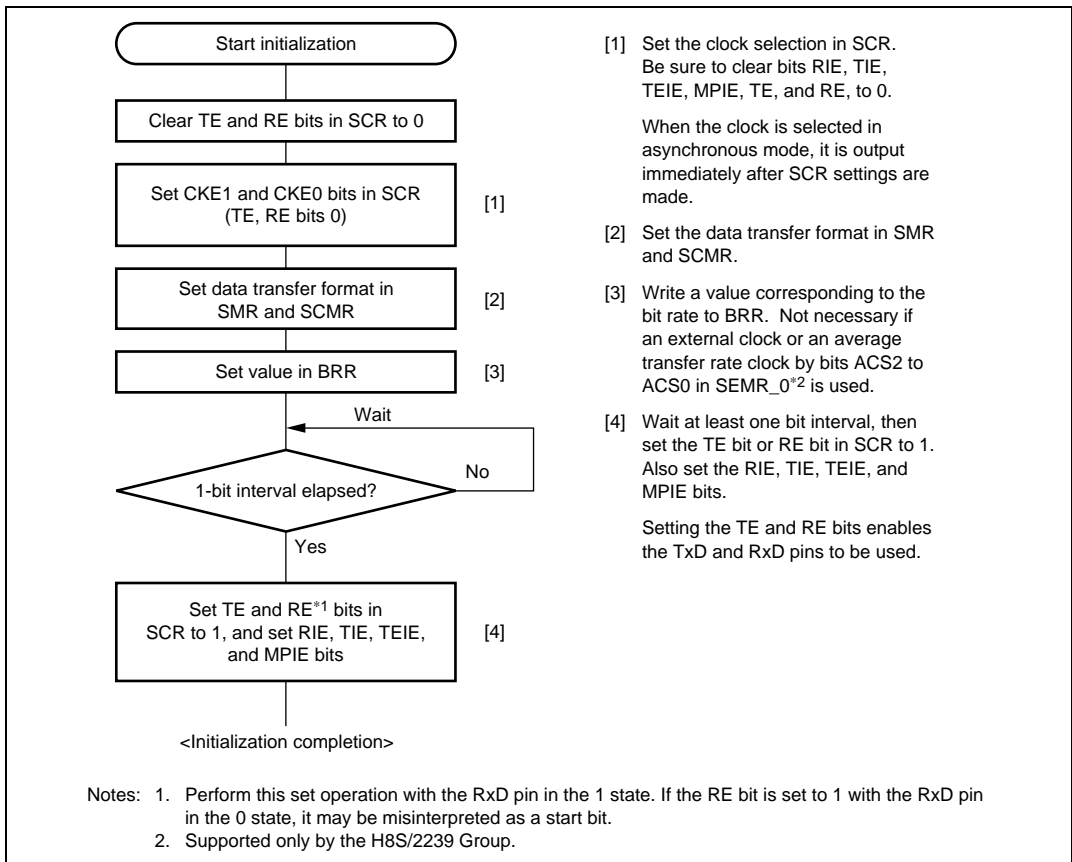 Start initialization
Clear TE and RE bits in SCR to 0
Set CKE1 and CKE0 bits in SCR
(TE, RE bits 0)
[1]
Set data transfer format in
SMR and SCMR
[2]
Set value in BRR
[3]
Wait
No
1-bit interval elapsed?
Yes
Set TE and RE*1 bits in
SCR to 1, and set RIE, TIE, TEIE,
and MPIE bits
[4]
<Initialization completion>
[1] Set the clock selection in SCR.
Be sure to clear bits RIE, TIE,
TEIE, MPIE, TE, and RE, to 0.
When the clock is selected in
asynchronous mode, it is output
immediately after SCR settings are
made.
[2] Set the data transfer format in SMR
and SCMR.
[3] Write a value corresponding to the
bit rate to BRR. Not necessary if
an external clock or an average
transfer rate clock by bits ACS2 to
ACS0 in SEMR_0*2 is used.
[4] Wait at least one bit interval, then
set the TE bit or RE bit in SCR to 1.
Also set the RIE, TIE, TEIE, and
MPIE bits.
Setting the TE and RE bits enables
the TxD and RxD pins to be used.
Notes: 1. Perform this set operation with the RxD pin in the 1 state. If the RE bit is set to 1 with the RxD pin
in the 0 state, it may be misinterpreted as a start bit.
2. Supported only by the H8S/2239 Group.